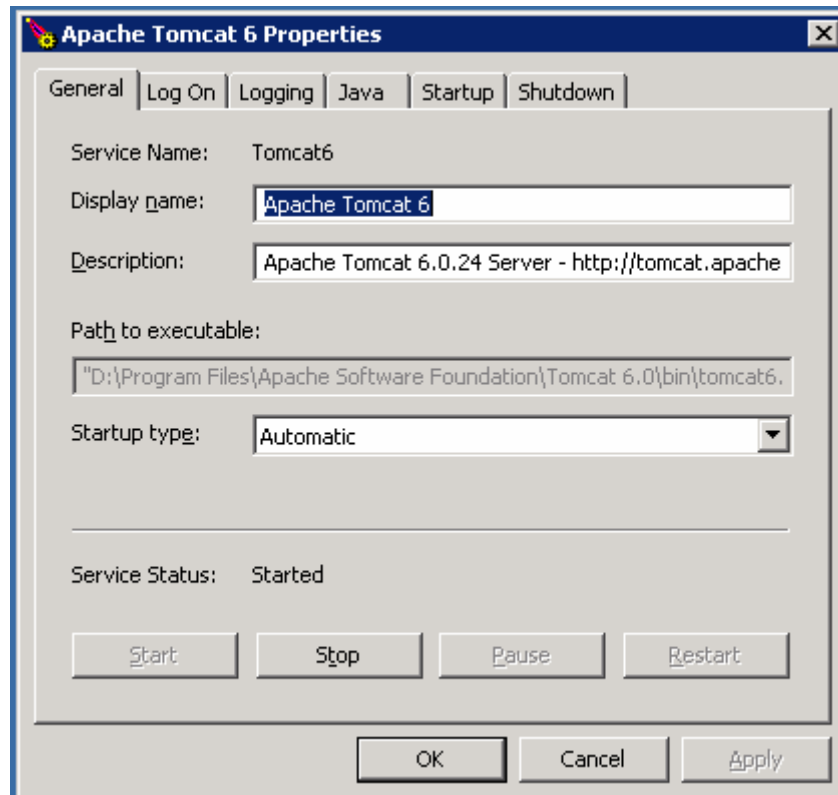 Apache Tomcat 6 Properties
General Log On Logging Java Startup Shutdown
Service Name: Tomcat6
Display name: Apache Tomcat 6
Description: Apache Tomcat 6.0.24 Server - http://tomcat.apache
Path to executable:
"D:\Program Files\Apache Software Foundation\Tomcat 6.0\bin\tomcat6.
Startup type: Automatic
Service Status: Started
Start Stop Pause Restart
OK Cancel Apply